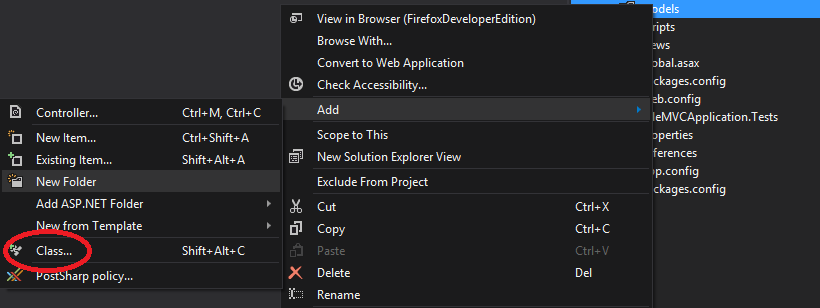 View in Browser (FirefoxDeveloperEdition)
Browse With...
Convert to Web Application
Check Accessibility...
Add
Scope to This
New Solution Explorer View
Exclude From Project
Cut Ctrl+X
Copy Ctrl+C
Paste Ctrl+V
Delete Del
Rename
Controller... Ctrl+M, Ctrl+C
New Item... Ctrl+Shift+A
Existing Item... Shift+Alt+A
New Folder
Add ASP.NET Folder
New from Template
Class... Shift+Alt+C
PostSharp policy...
odels
ripts
ews
obal.asax
ckages.config
eb.config
leMVCApplication.Tests
operties
ferences
pp.config
ckages.config